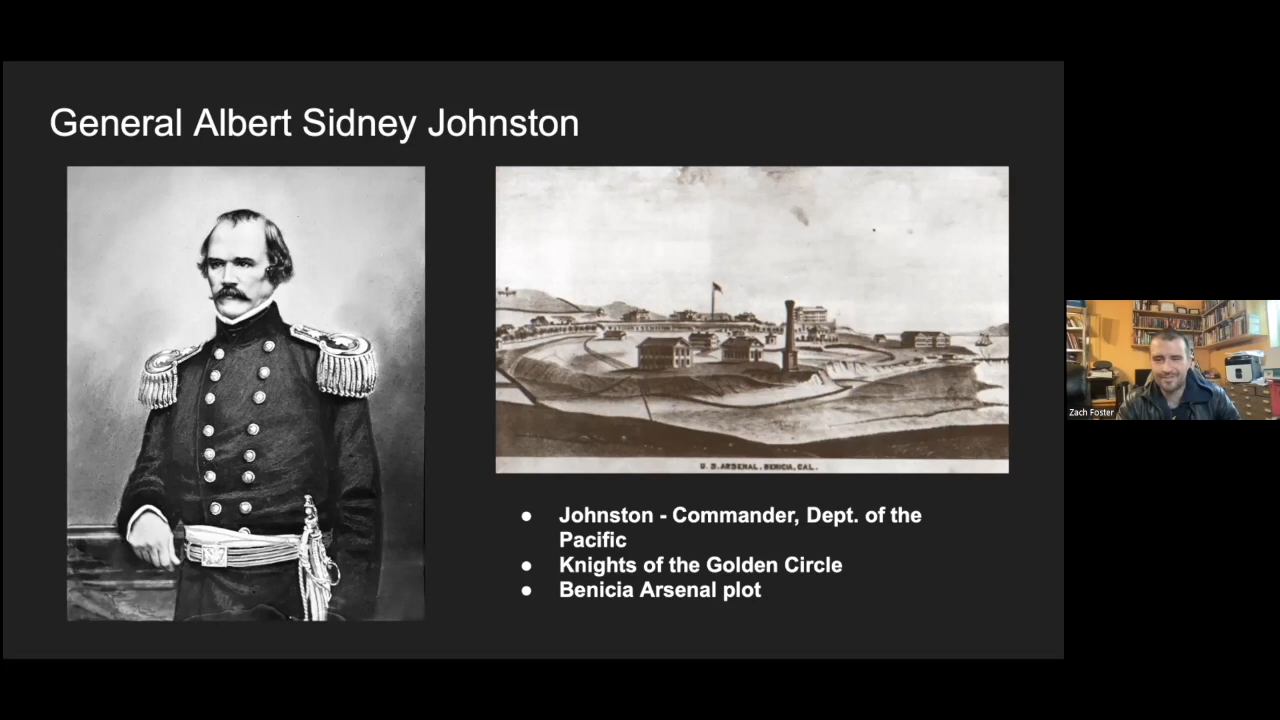 General Albert Sidney Johnston
U. S. ARSENAL, BENICIA, CAL.
● Johnston - Commander, Dept. of the
Pacific
● Knights of the Golden Circle
● Benicia Arsenal plot
Zach Foster